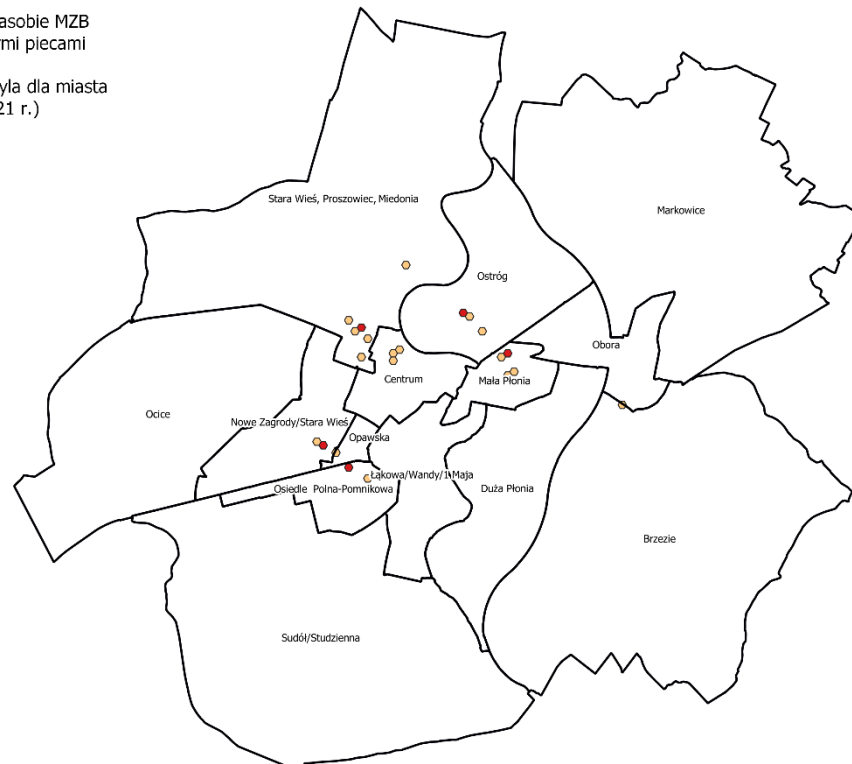 asobie MZB
ymi piecami
yla dla miasta
21 r.)
Stara Wieś, Proszowiec, Miedonia
Markowice
Ostróg
Obora
Centrum
Mała Płonia
Ocice
Nowe Zagrody/Stara Wieś
Opawska
Łąkowa/Wandy/1 Maja
Osiedle Polna-Pomnikowa
Duża Płonia
Brzezie
Sudół/Studzienna